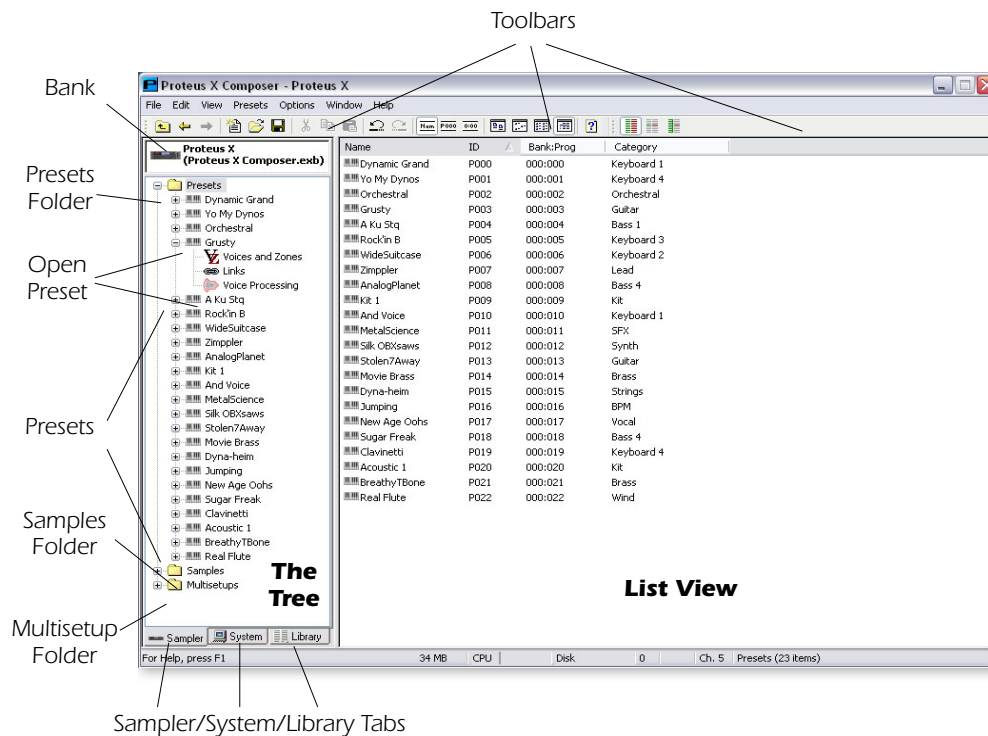 Toolbars
Bank
Proteus X Composer - Proteus X
File Edit View Presets Options Window Help
Num P000 0:00
Proteus X
(Proteus X Composer.exb)
Name ID Bank:Prog Category
Presets
Folder
Open
Preset
Presets
Samples
Folder
Multisetup
Folder
Presets
Dynamic Grand
Yo My Dynos
Orchestral
Grusty
Voices and Zones
Links
Voice Processing
A Ku Stq
Rock'in B
WideSuitcase
Zimppler
AnalogPlanet
Kit 1
And Voice
MetalScience
Silk OBXsaws
Stolen7Away
Movie Brass
Dyna-heim
Jumping
New Age Oohs
Sugar Freak
Clavinetti
Acoustic 1
BreathyTBone
Real Flute
Samples
Multisetups
The
Tree
Dynamic Grand P000 000:000 Keyboard 1
Yo My Dynos P001 000:001 Keyboard 4
Orchestral P002 000:002 Orchestral
Grusty P003 000:003 Guitar
A Ku Stq P004 000:004 Bass 1
Rock'in B P005 000:005 Keyboard 3
WideSuitcase P006 000:006 Keyboard 2
Zimppler P007 000:007 Lead
AnalogPlanet P008 000:008 Bass 4
Kit 1 P009 000:009 Kit
And Voice P010 000:010 Keyboard 1
MetalScience P011 000:011 SFX
Silk OBXsaws P012 000:012 Synth
Stolen7Away P013 000:013 Guitar
Movie Brass P014 000:014 Brass
Dyna-heim P015 000:015 Strings
Jumping P016 000:016 BPM
New Age Oohs P017 000:017 Vocal
Sugar Freak P018 000:018 Bass 4
Clavinetti P019 000:019 Keyboard 4
Acoustic 1 P020 000:020 Kit
BreathyTBone P021 000:021 Brass
Real Flute P022 000:022 Wind
List View
Sampler System Library
For Help, press F1 34 MB CPU Disk 0 Ch. 5 Presets (23 items)
Sampler/System/Library Tabs